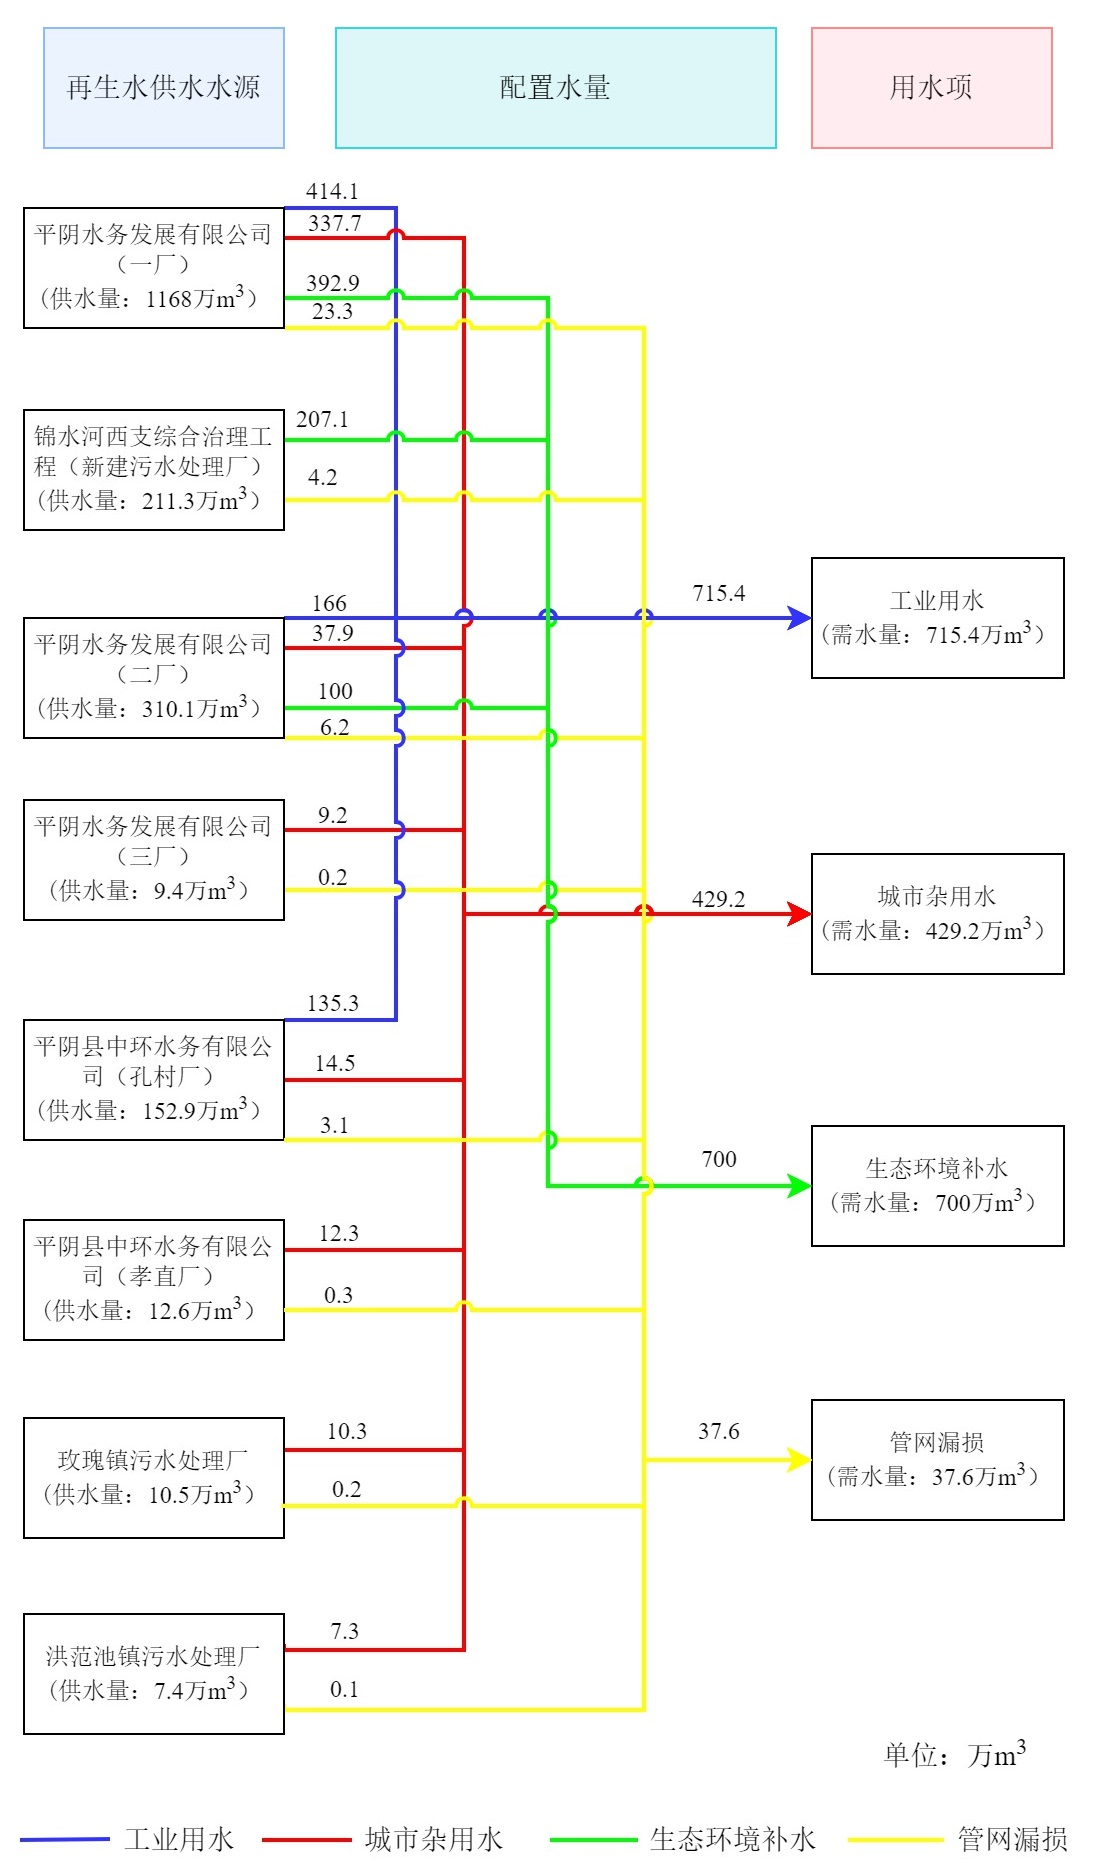 再生水供水水源
配置水量
用水项
平阴水务发展有限公司
（一厂）
（供水量：1168万m³）
414.1
337.7
392.9
23.3
锦水河西支综合治理工
程（新建污水处理厂）
（供水量：211.3万m³）
207.1
4.2
平阴水务发展有限公司
（二厂）
（供水量：310.1万m³）
166
37.9
100
6.2
715.4
工业用水
（需水量：715.4万m³）
平阴水务发展有限公司
（三厂）
（供水量：9.4万m³）
9.2
0.2
429.2
城市杂用水
（需水量：429.2万m³）
平阴县中环水务有限公
司（孔村厂）
（供水量：152.9万m³）
135.3
14.5
3.1
700
生态环境补水
（需水量：700万m³）
平阴县中环水务有限公
司（孝直厂）
（供水量：12.6万m³）
12.3
0.3
玫瑰镇污水处理厂
（供水量：10.5万m³）
10.3
0.2
37.6
管网漏损
（需水量：37.6万m³）
洪范池镇污水处理厂
（供水量：7.4万m³）
7.3
0.1
单位：万m³
工业用水
城市杂用水
生态环境补水
管网漏损